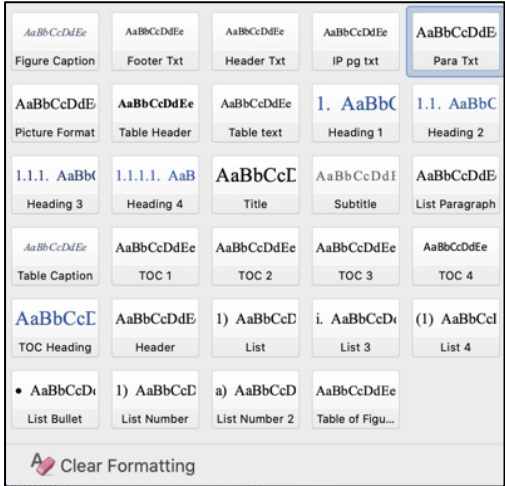 AaBbCcDdEe AaBbCcDdEe AaBbCcDdEe AaBbCcDdEe AaBbCcDdE
Figure Caption Footer Txt Header Txt IP pg txt Para Txt
AaBbCcDdE AaBbCcDdEe AaBbCcDdEe 1. AaBb( 1.1. AaBbC
Picture Format Table Header Table text Heading 1 Heading 2
1.1.1. AaBb( 1.1.1.1. AaB AaBbCcD AaBbCcDdE AaBbCcDdE
Heading 3 Heading 4 Title Subtitle List Paragraph
AaBbCcDdEe AaBbCcDdEe AaBbCcDdEe AaBbCcDdEe AaBbCcDdEe
Table Caption TOC 1 TOC 2 TOC 3 TOC 4
AaBbCcD AaBbCcDdE 1) AaBbCcD i. AaBbCcD (1) AaBbCcI
TOC Heading Header List List 3 List 4
• AaBbCcD 1) AaBbCcD a) AaBbCcD AaBbCcDdEe
List Bullet List Number List Number 2 Table of Figu...
Clear Formatting